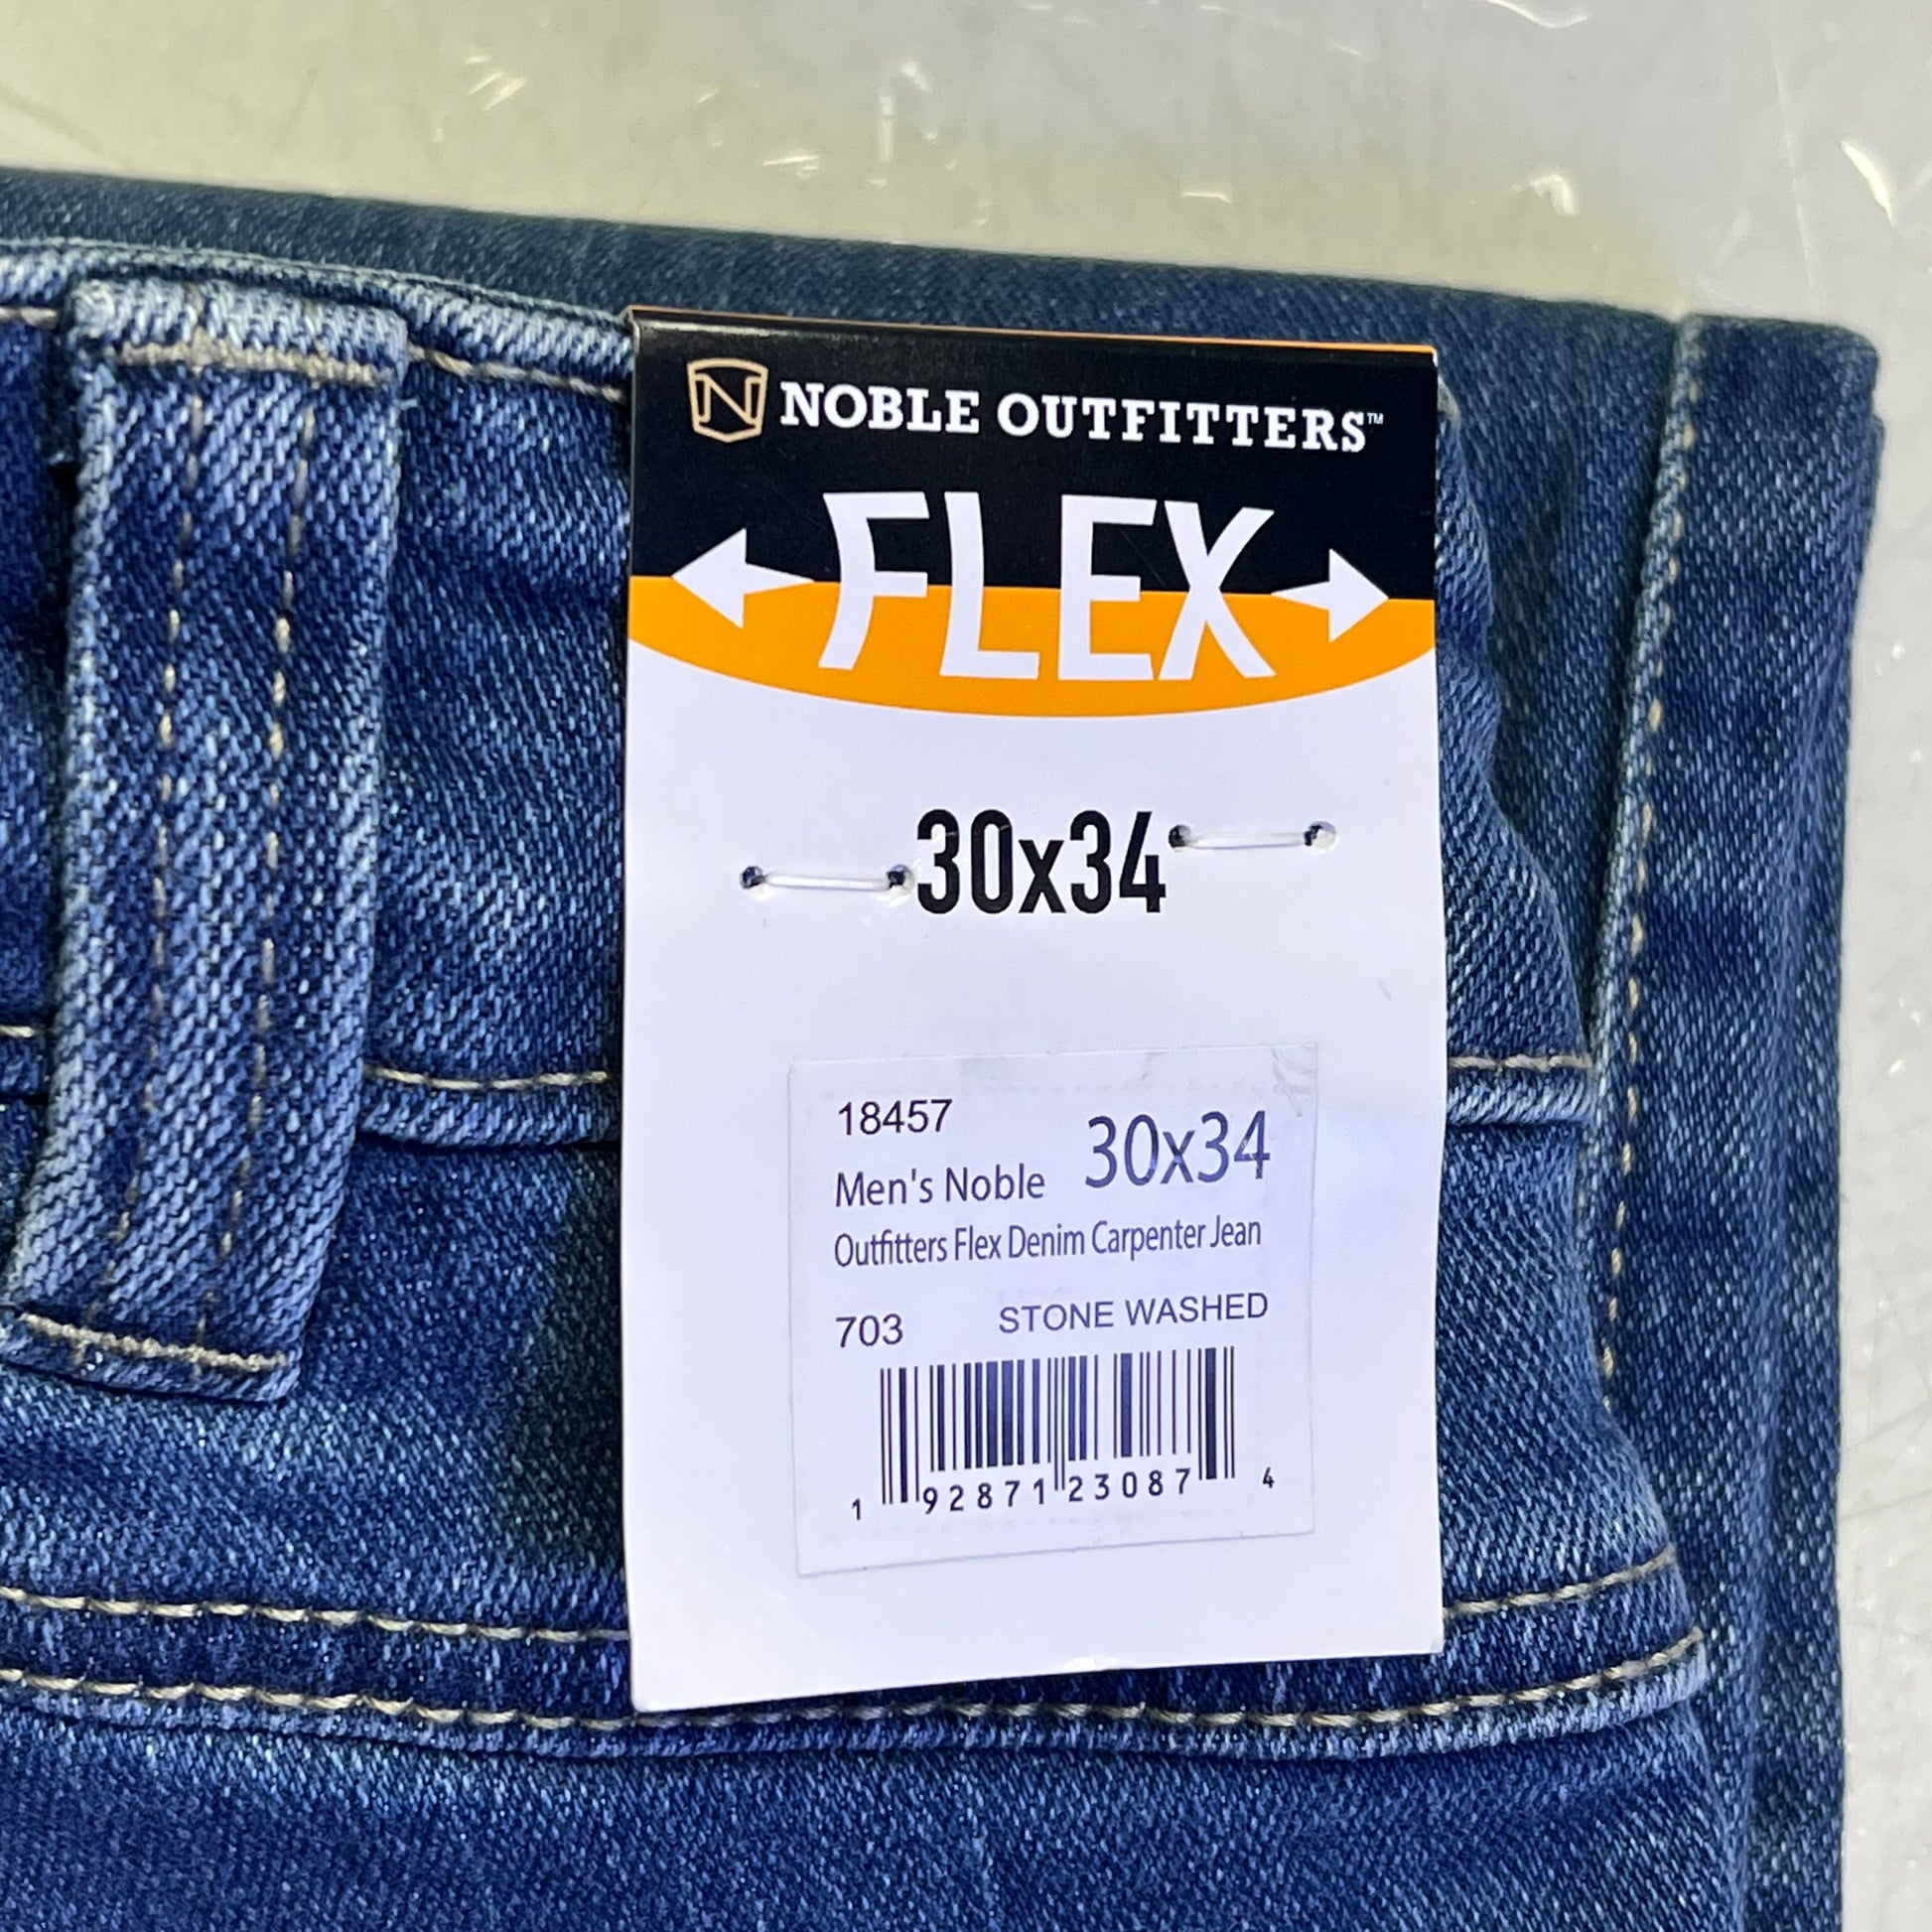 N NOBLE OUTFITTERS™
FLEX
30x34
18457
30x34
Men's Noble
Outfitters Flex Denim Carpenter Jean
703 STONE WASHED
1 92871 23087 4